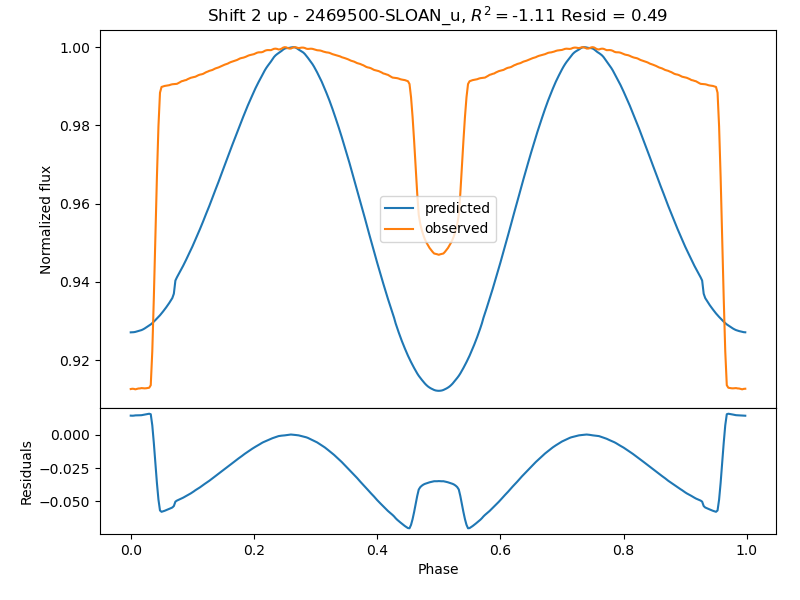 Shift 2 up - 2469500-SLOAN_u, $R^2 =$ -1.11 Resid = 0.49
Normalized flux
1.00
0.98
0.96
0.94
0.92
predicted
observed
Residuals
0.000
−0.025
−0.050
0.0
0.2
0.4
0.6
0.8
1.0
Phase